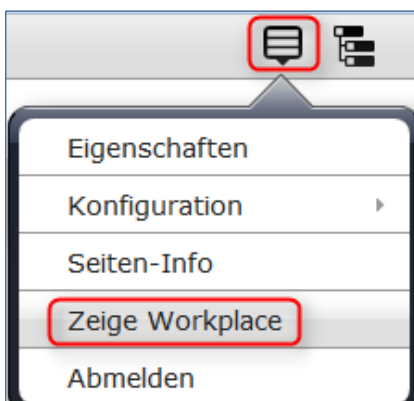 Eigenschaften
Konfiguration
Seiten-Info
Zeige Workplace
Abmelden